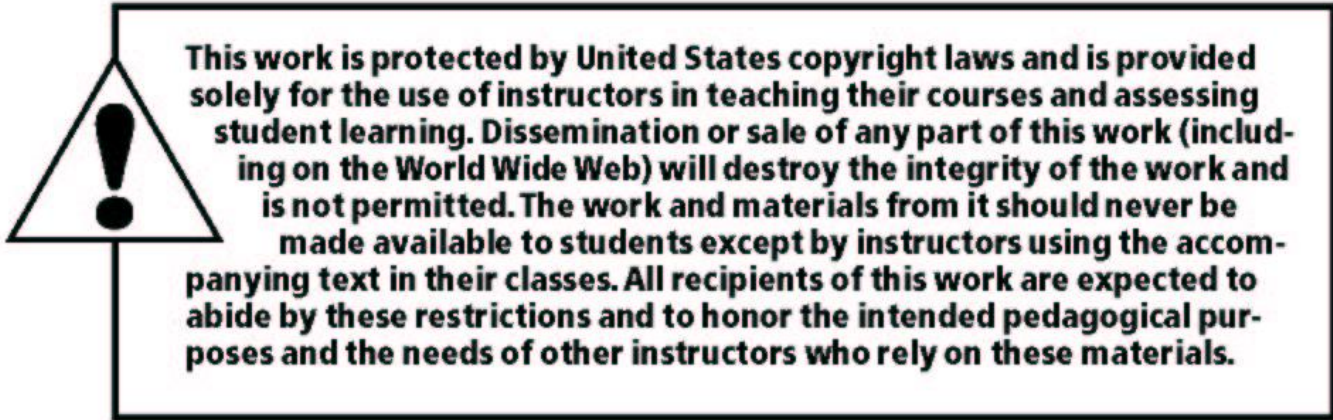 This work is protected by United States copyright laws and is provided
solely for the use of instructors in teaching their courses and assessing
student learning. Dissemination or sale of any part of this work (includ-
ing on the World Wide Web) will destroy the integrity of the work and
is not permitted. The work and materials from it should never be
made available to students except by instructors using the accom-
panying text in their classes. All recipients of this work are expected to
abide by these restrictions and to honor the intended pedagogical pur-
poses and the needs of other instructors who rely on these materials.